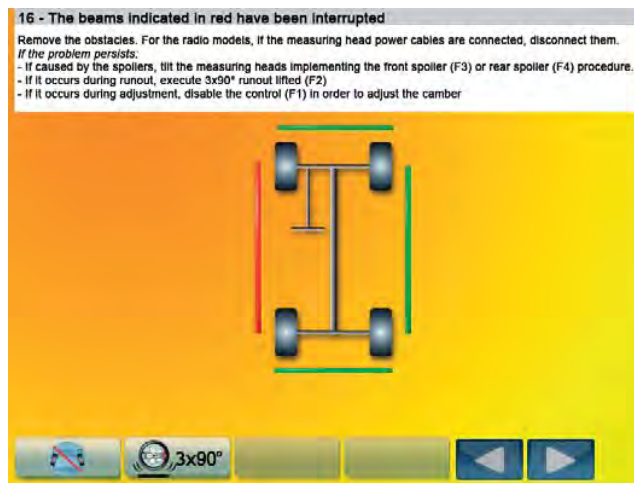 16 - The beams indicated in red have been interrupted
Remove the obstacles. For the radio models, if the measuring head power cables are connected, disconnect them.
If the problem persists:
- If caused by the spoilers, tilt the measuring heads implementing the front spoiler (F3) or rear spoiler (F4) procedure.
- If it occurs during runout, execute 3x90° runout lifted (F2)
- If it occurs during adjustment, disable the control (F1) in order to adjust the camber
3x90°